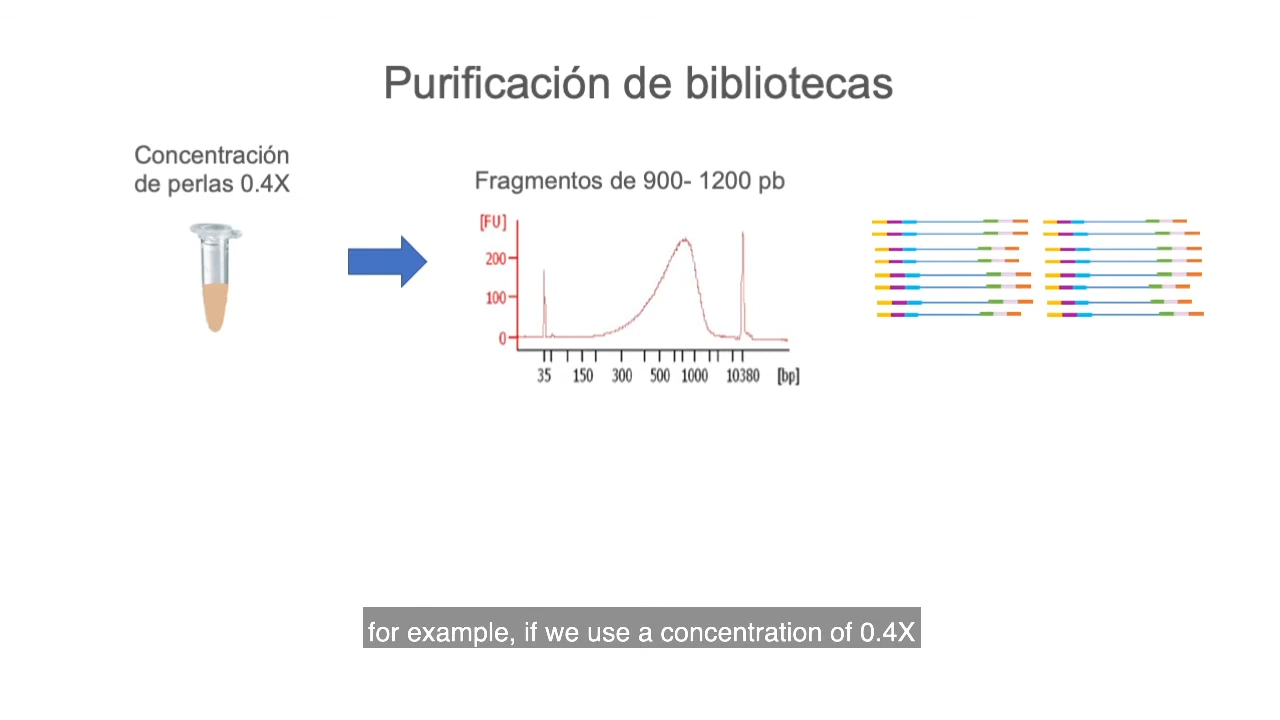 Purificación de bibliotecas
Concentración
de perlas 0.4X
Fragmentos de 900- 1200 pb
[FU]
200
100
0
35 150 300 500 1000 10380 [bp]
for example, if we use a concentration of 0.4X